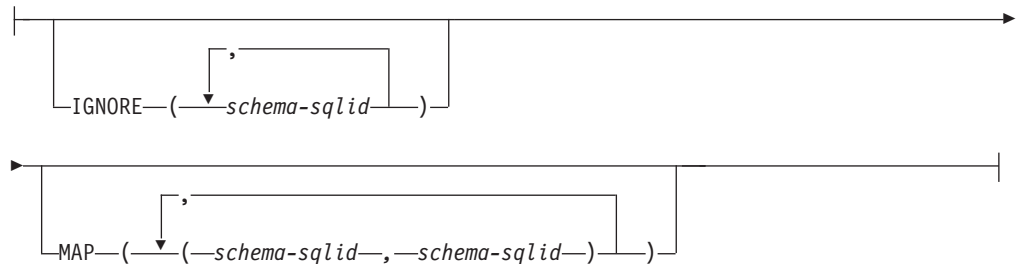 ,
IGNORE ( schema-sqlid )
,
MAP ( ( schema-sqlid , schema-sqlid ) )